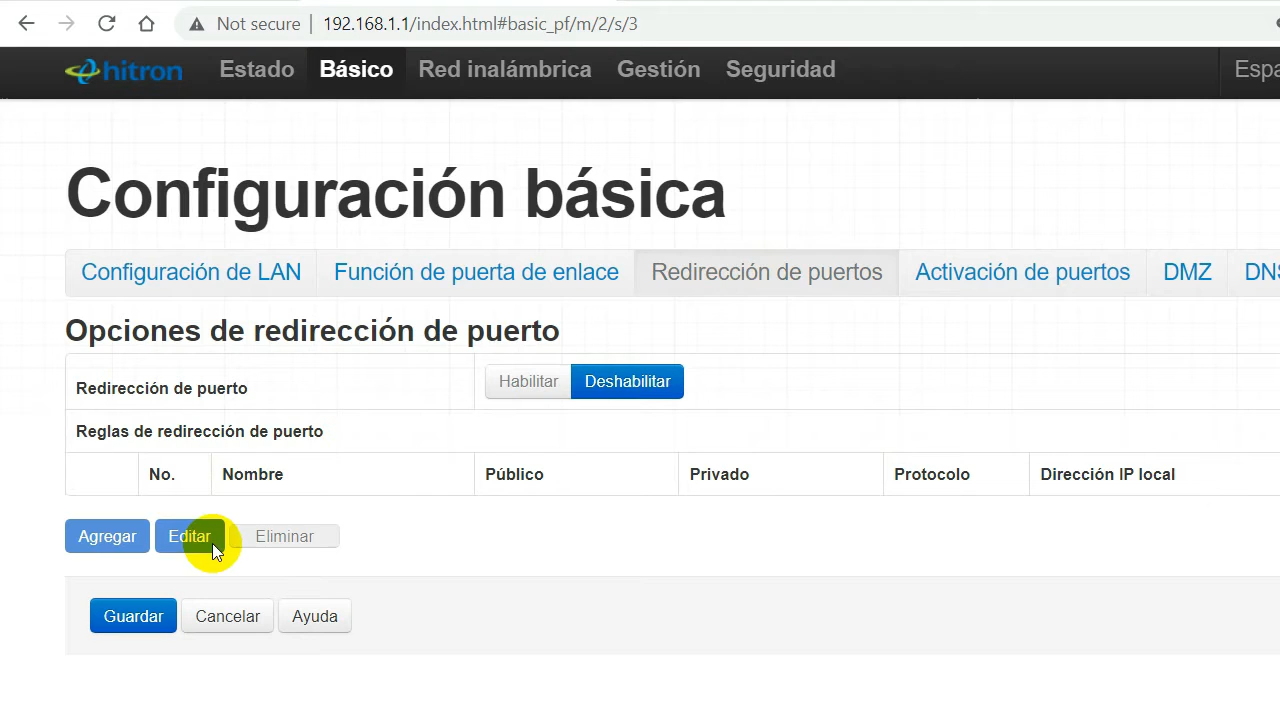 Not secure 192.168.1.1/index.html#basic_pf/m/2/s/3
hitron Estado Básico Red inalámbrica Gestión Seguridad Espa
Configuración básica
Configuración de LAN Función de puerta de enlace Redirección de puertos Activación de puertos DMZ DNS
Opciones de redirección de puerto
Redirección de puerto Habilitar Deshabilitar
Reglas de redirección de puerto
No. Nombre Público Privado Protocolo Dirección IP local
Agregar Editar Eliminar
Guardar Cancelar Ayuda